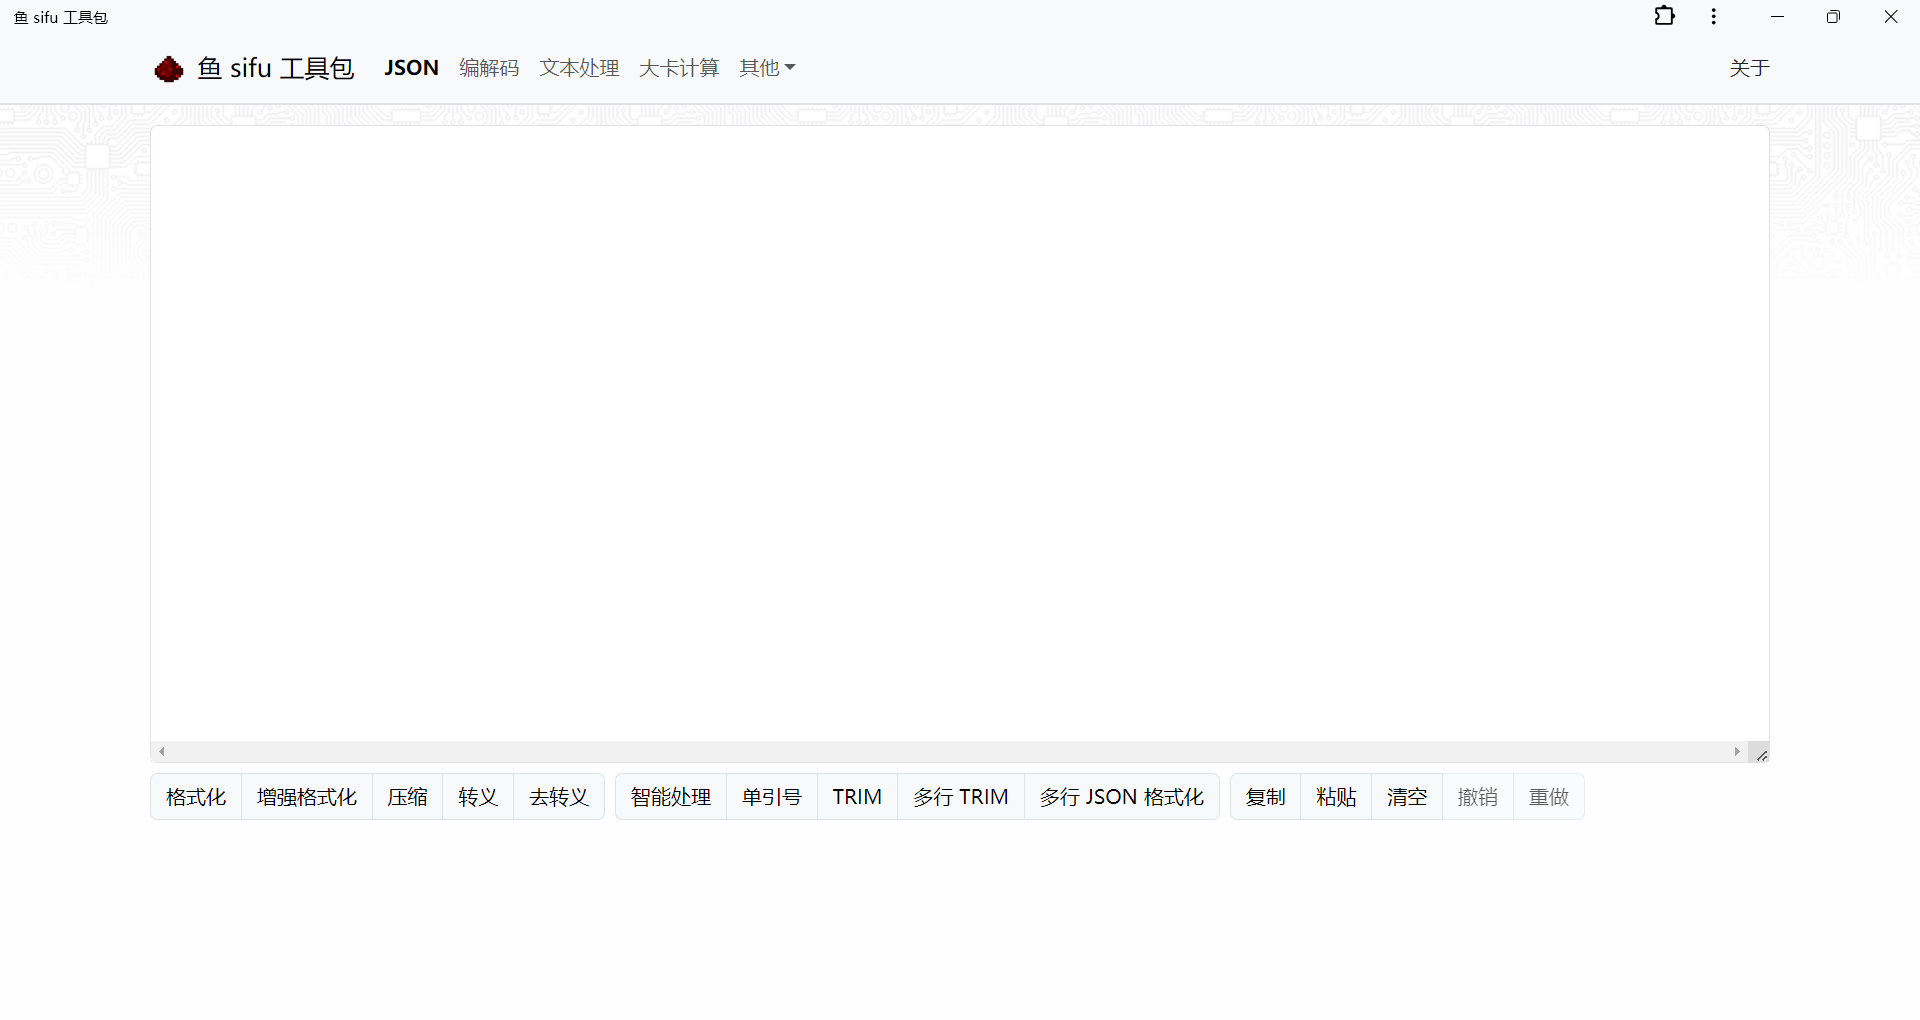 鱼 sifu 工具包
鱼 sifu 工具包 JSON 编解码 文本处理 大卡计算 其他 关于
格式化 增强格式化 压缩 转义 去转义 智能处理 单引号 TRIM 多行 TRIM 多行 JSON 格式化 复制 粘贴 清空 撤销 重做